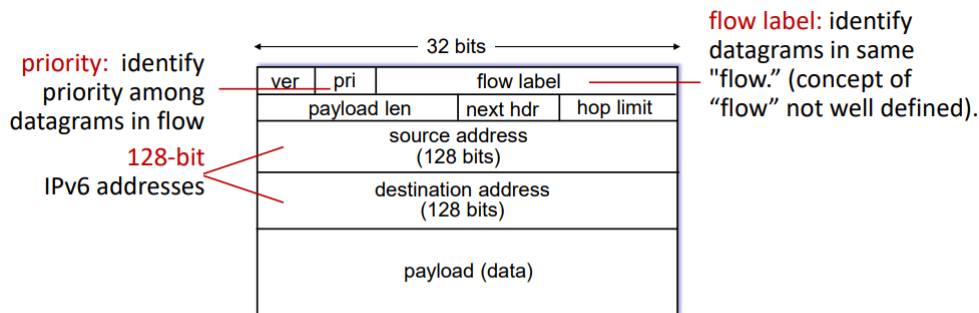 32 bits
priority: identify
priority among
datagrams in flow
128-bit
IPv6 addresses
ver
pri
flow label
payload len
next hdr
hop limit
source address
(128 bits)
destination address
(128 bits)
payload (data)
flow label: identify
datagrams in same
"flow." (concept of
“flow” not well defined).